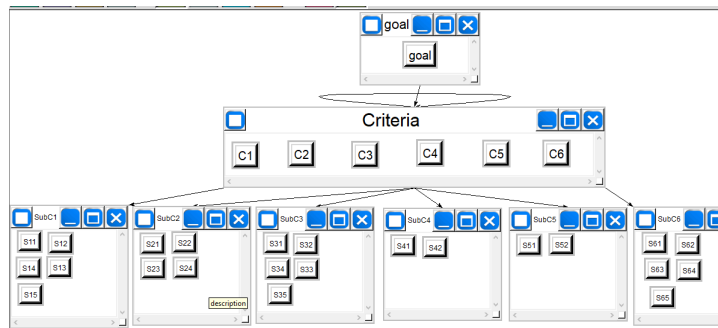 goal
goal
Criteria
C1 C2 C3 C4 C5 C6
SubC1 SubC2 SubC3 SubC4 SubC5 SubC6
S11 S12
S14 S13
S15
S21 S22
S23 S24
description
S31 S32
S34 S33
S35
S41 S42
S51 S52
S61 S62
S63 S64
S65